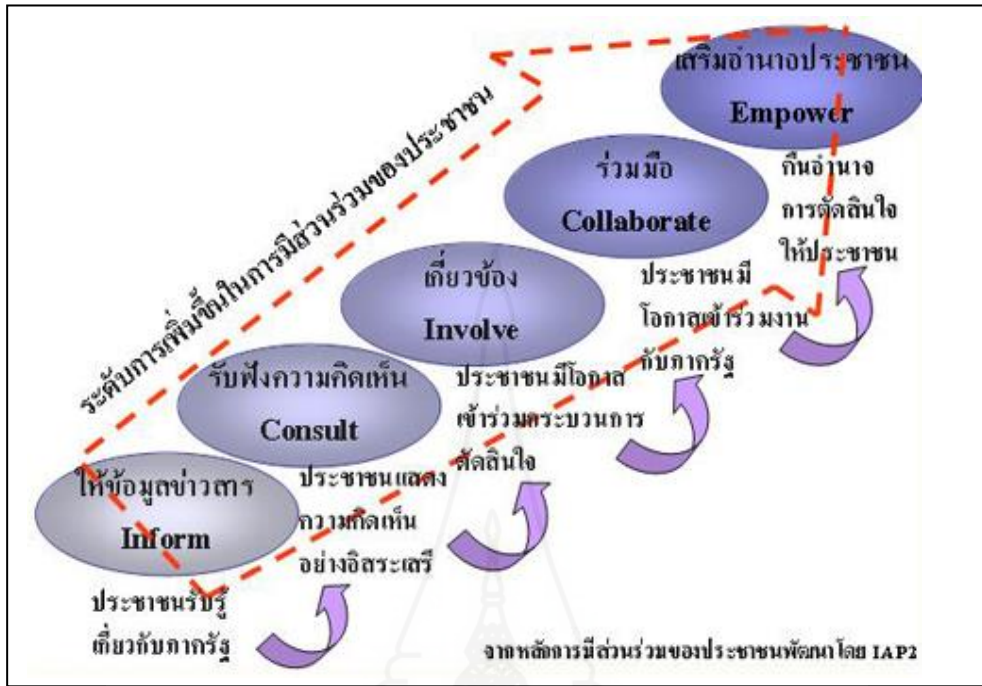 ระดับการเพิ่มขึ้นในการมีส่วนร่วมของประชาชน
เสริมอำนาอประชาชน
Empower
คืนอำนาจ
การตัดสินใจ
ให้ประชาชน
ร่วมมือ
Collaborate
ประชาชนมี
โอกาสเข้าร่วมงาน
กับภาครัฐ
เกี่ยวข้อง
Involve
ประชาชนมีโอกาส
เข้าร่วมกระบวนการ
ตัดสินใจ
รับฟังความคิดเห็น
Consult
ประชาชนแสดง
ความคิดเห็น
อย่างอิสระเสรี
ให้ข้อมูลข่าวสาร
Inform
ประชาชนรับรู้
เกี่ยวกับภาครัฐ
จากหลักการมีส่วนร่วมของประชาชนพัฒนาโดย IAP2